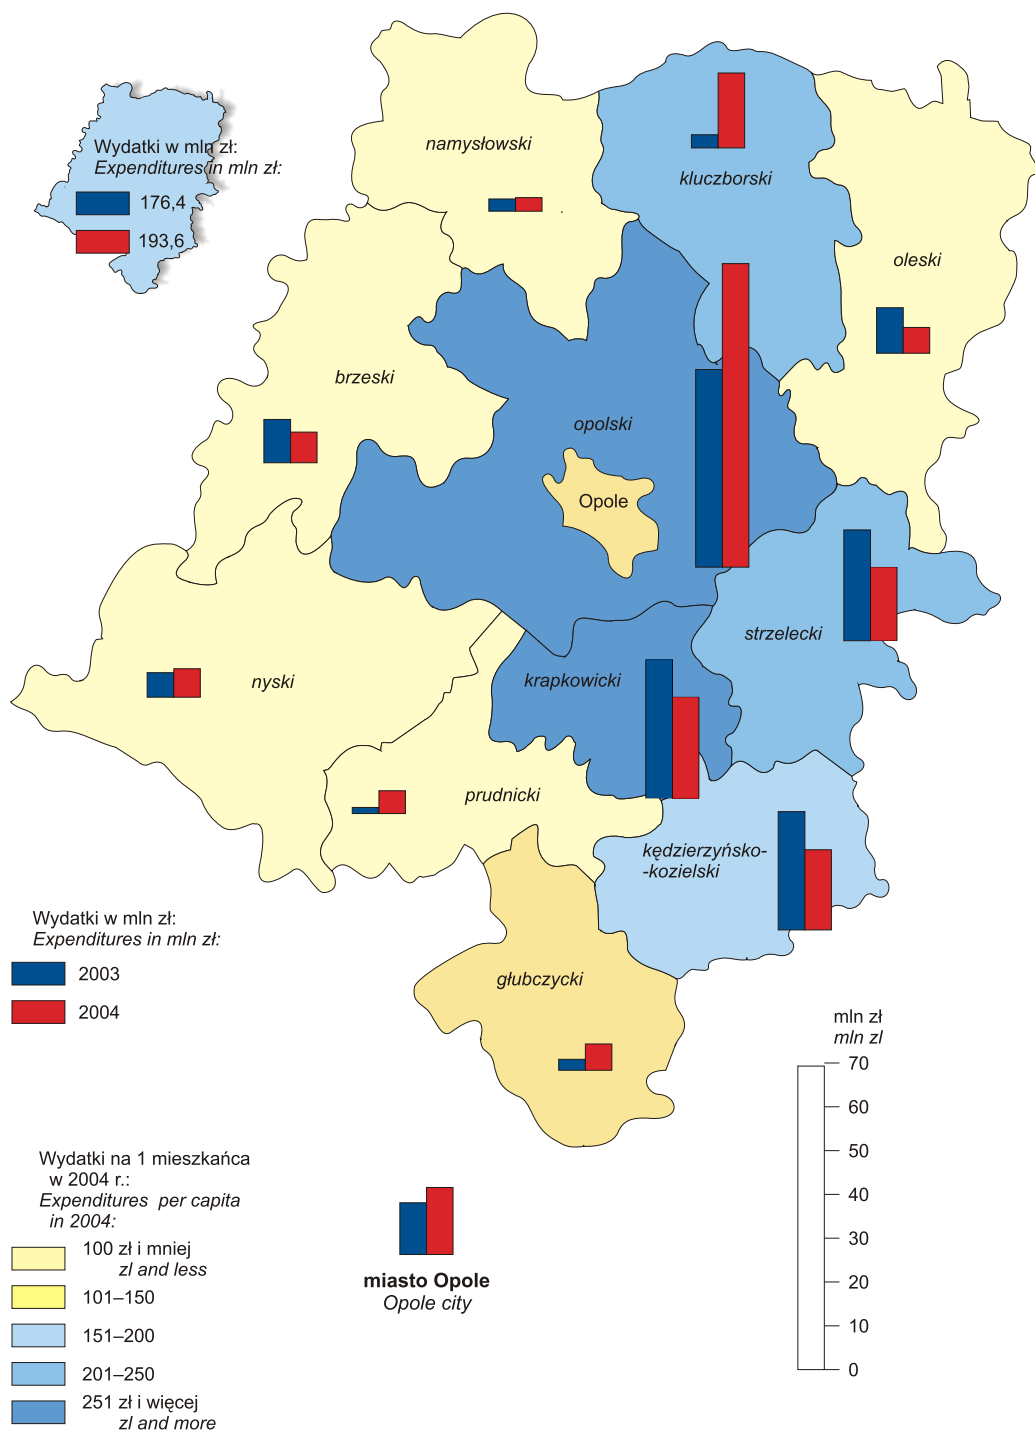 namysłowski
kluczborski
Wydatki w mln zł:
Expenditures in mln zł:
176,4
193,6
oleski
brzeski
opolski
Opole
strzelecki
krapkowicki
nyski
prudnicki
kędzierzyńsko-
-kozielski
Wydatki w mln zł:
Expenditures in mln zł:
2003
2004
głubczycki
mln zł
mln zl
70
60
50
40
30
20
10
0
Wydatki na 1 mieszkańca
w 2004 r.:
Expenditures per capita
in 2004:
100 zł i mniej
zl and less
101–150
151–200
201–250
251 zł i więcej
zl and more
miasto Opole
Opole city